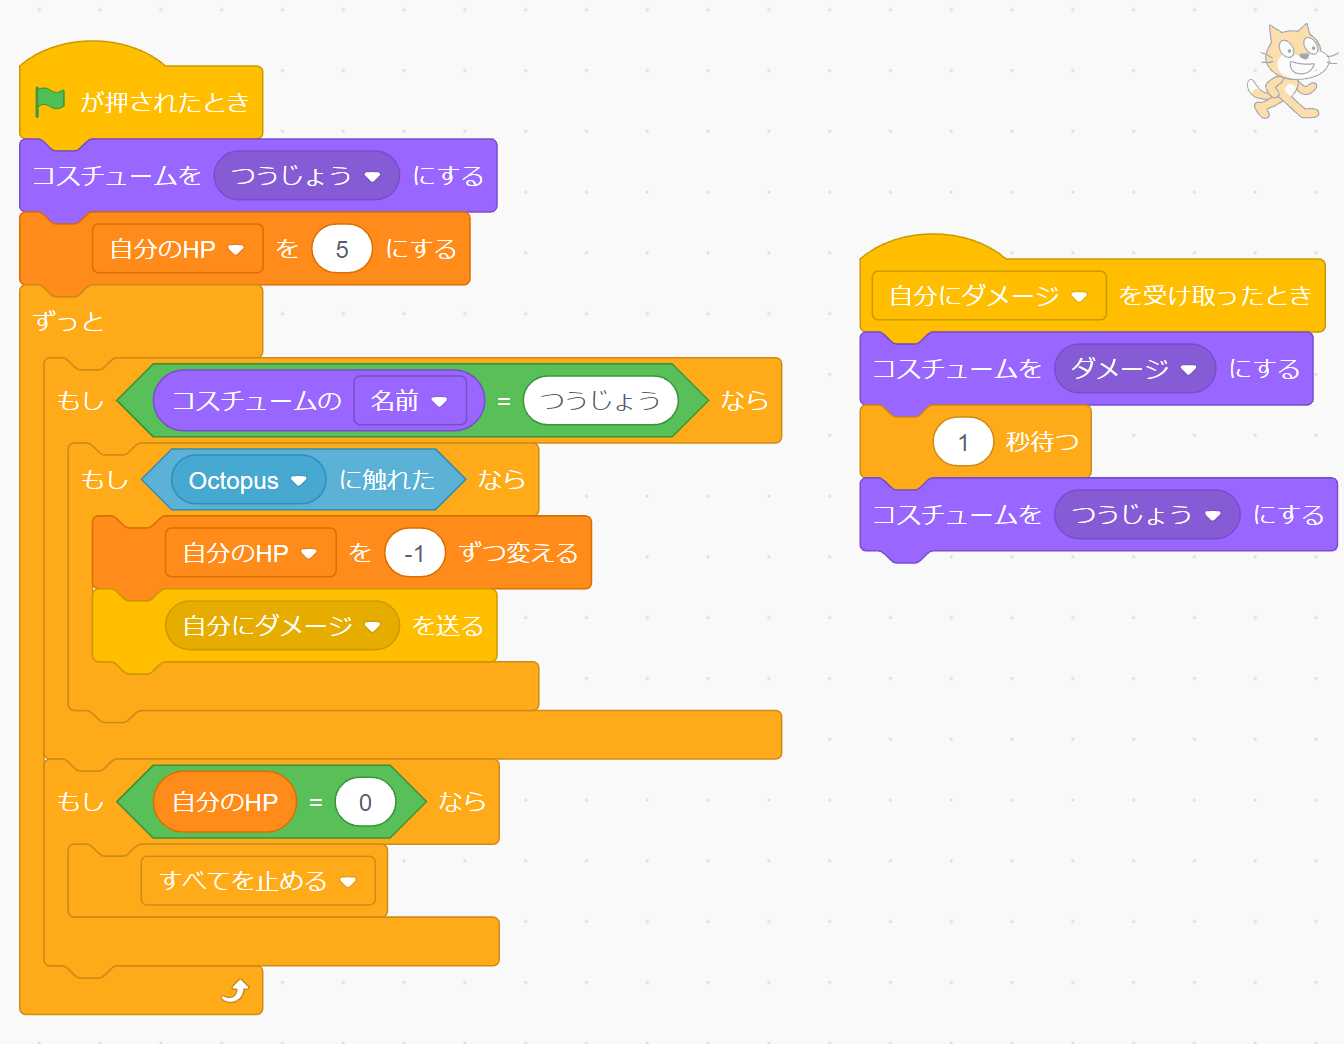 が押されたとき
コスチュームを つうじょう にする
自分のHP を 5 にする
ずっと
もし コスチュームの 名前 = つうじょう なら
もし Octopus に触れた なら
自分のHP を -1 ずつ変える
自分にダメージ を送る
もし 自分のHP = 0 なら
すべてを止める
自分にダメージ を受け取ったとき
コスチュームを ダメージ にする
1 秒待つ
コスチュームを つうじょう にする